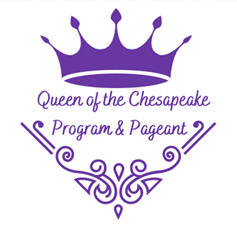 Queen of the Chesapeake
Program & Pageant